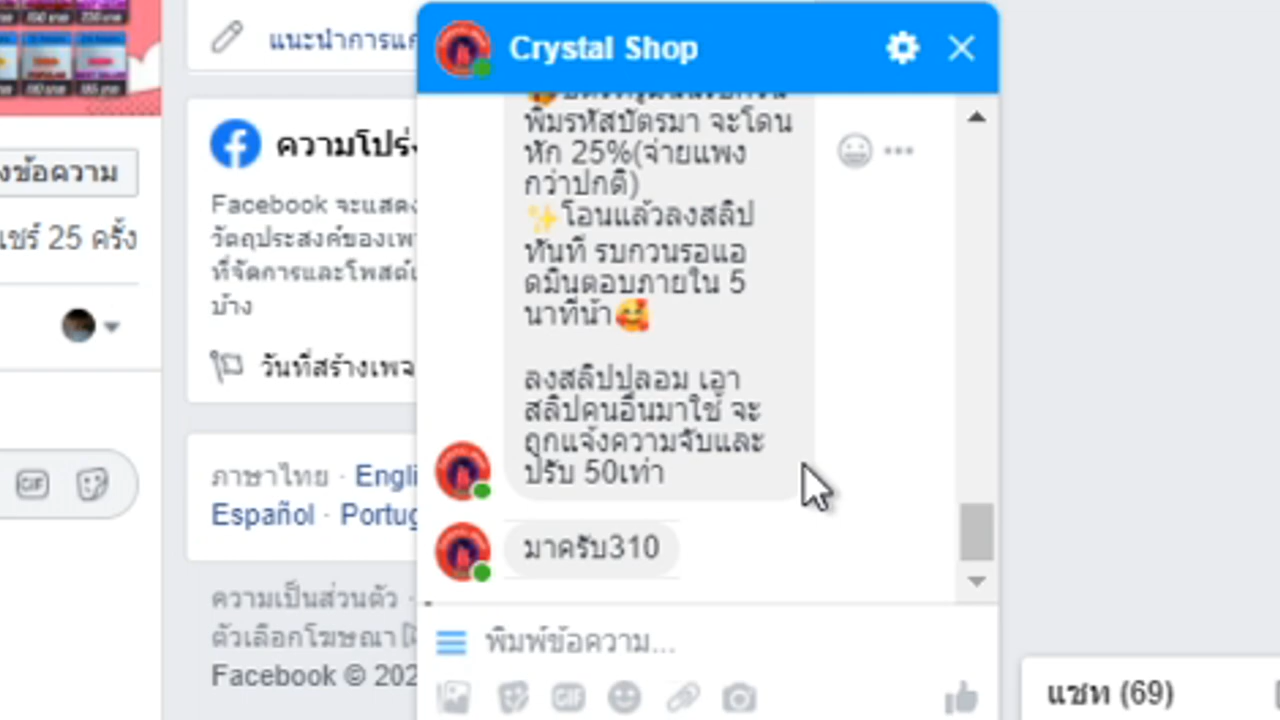 แนะนำการแก
Crystal Shop
ความโปร่ง
งข้อความ
พิมรหัสบัตรมา จะโดน
หัก 25%(จ่ายแพง
กว่าปกติ)
Facebook จะแสดง
วัตถุประสงค์ของเพ
ที่จัดการและโพสต์เ
บ้าง
แชร์ 25 ครั้ง
✨โอนแล้วลงสลิป
ทันที รบกวนรอแอ
ดมินตอบภายใน 5
นาทีน้า🥰
วันที่สร้างเพจ
ลงสลิปปลอม เอา
สลิปคนอื่นมาใช้ จะ
ถูกแจ้งความจับและ
ปรับ 50เท่า
GIF
ภาษาไทย · Engli
Español · Portug
มาครับ310
ความเป็นส่วนตัว ·
ตัวเลือกโฆษณา
Facebook © 202
พิมพ์ข้อความ...
GIF
แชท (69)